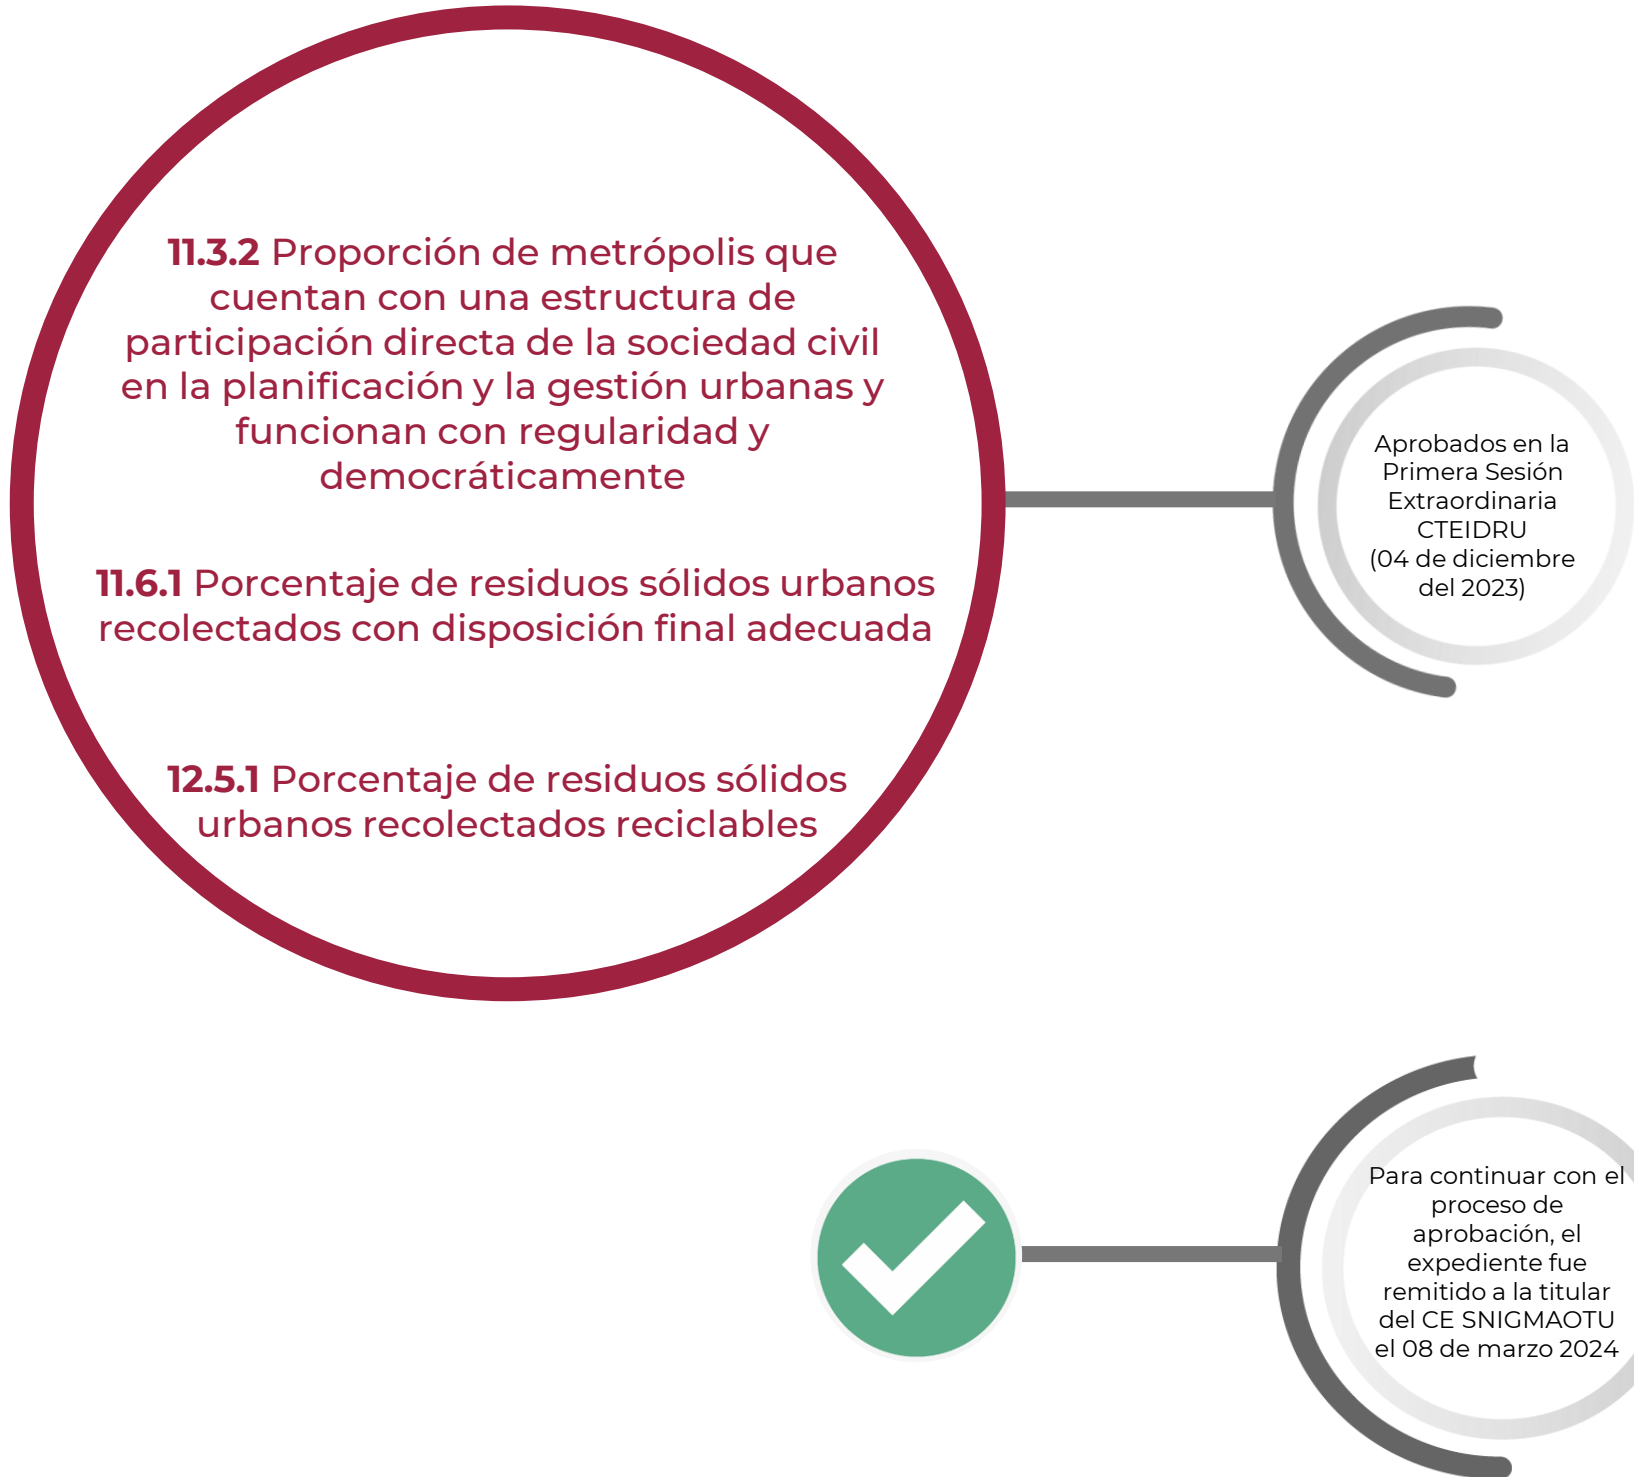 11.3.2 Proporción de metrópolis que
cuentan con una estructura de
participación directa de la sociedad civil
en la planificación y la gestión urbanas y
funcionan con regularidad y
democráticamente
11.6.1 Porcentaje de residuos sólidos urbanos
recolectados con disposición final adecuada
12.5.1 Porcentaje de residuos sólidos
urbanos recolectados reciclables
Aprobados en la
Primera Sesión
Extraordinaria
CTEIDRU
(04 de diciembre
del 2023)
Para continuar con el
proceso de
aprobación, el
expediente fue
remitido a la titular
del CE SNIGMAOTU
el 08 de marzo 2024